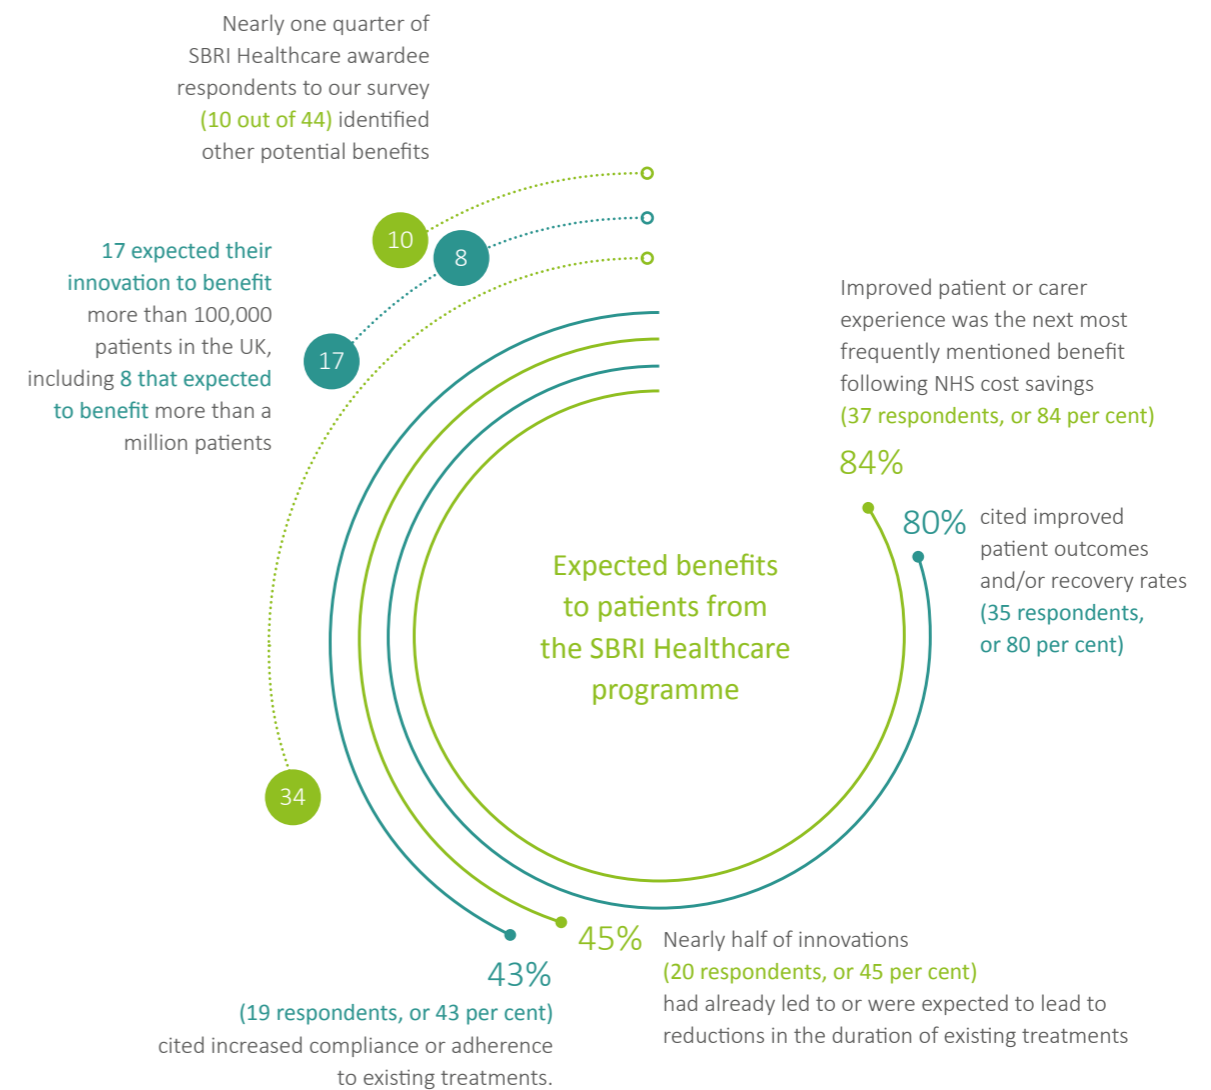 Nearly one quarter of
SBRI Healthcare awardee
respondents to our survey
(10 out of 44) identified
other potential benefits
10
8
17 expected their
innovation to benefit
more than 100,000
patients in the UK,
including 8 that expected
to benefit more than a
million patients
17
Improved patient or carer
experience was the next most
frequently mentioned benefit
following NHS cost savings
(37 respondents, or 84 per cent)
84%
80%
cited improved
patient outcomes
and/or recovery rates
(35 respondents,
or 80 per cent)
Expected benefits
to patients from
the SBRI Healthcare
programme
34
45%
Nearly half of innovations
(20 respondents, or 45 per cent)
had already led to or were expected to lead to
reductions in the duration of existing treatments
43%
(19 respondents, or 43 per cent)
cited increased compliance or adherence
to existing treatments.